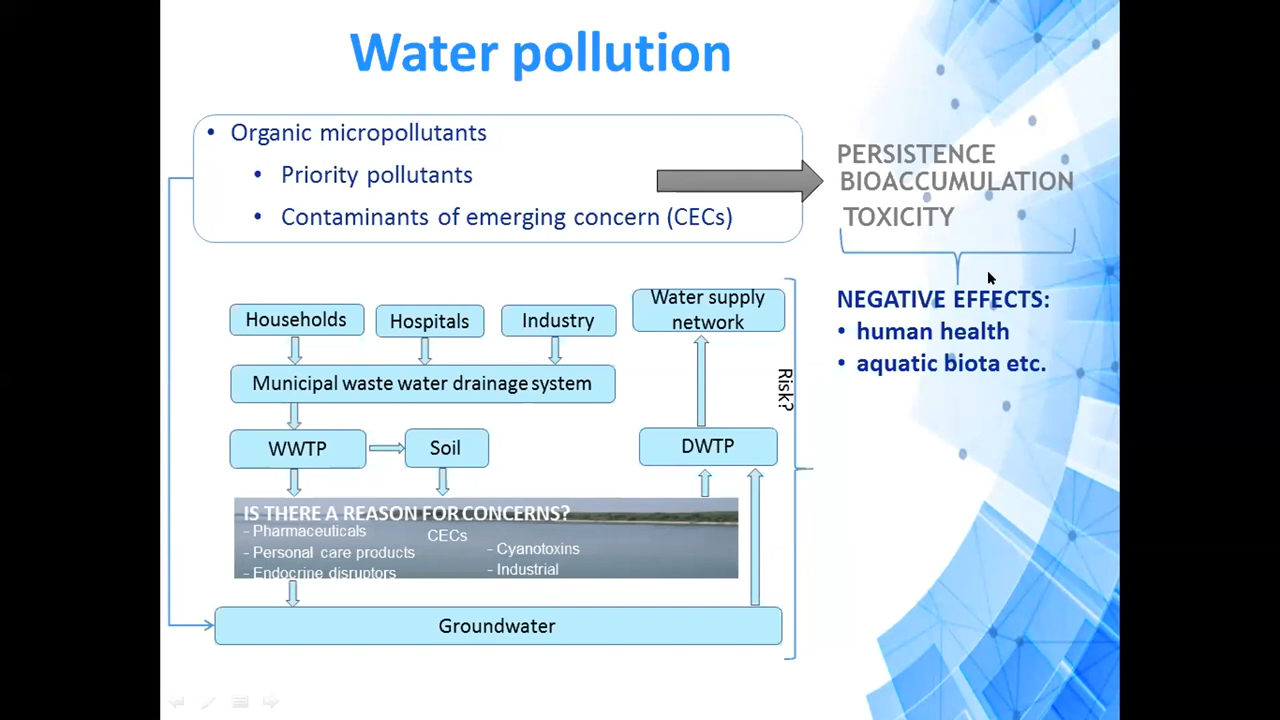 Water pollution
• Organic micropollutants
• Priority pollutants
• Contaminants of emerging concern (CECs)
PERSISTENCE
BIOACCUMULATION
TOXICITY
NEGATIVE EFFECTS:
• human health
• aquatic biota etc.
Households
Hospitals
Industry
Water supply
network
Municipal waste water drainage system
Risk?
WWTP
Soil
DWTP
IS THERE A REASON FOR CONCERNS?
- Pharmaceuticals
CECs
- Personal care products
- Cyanotoxins
- Endocrine disruptors
- Industrial
Groundwater